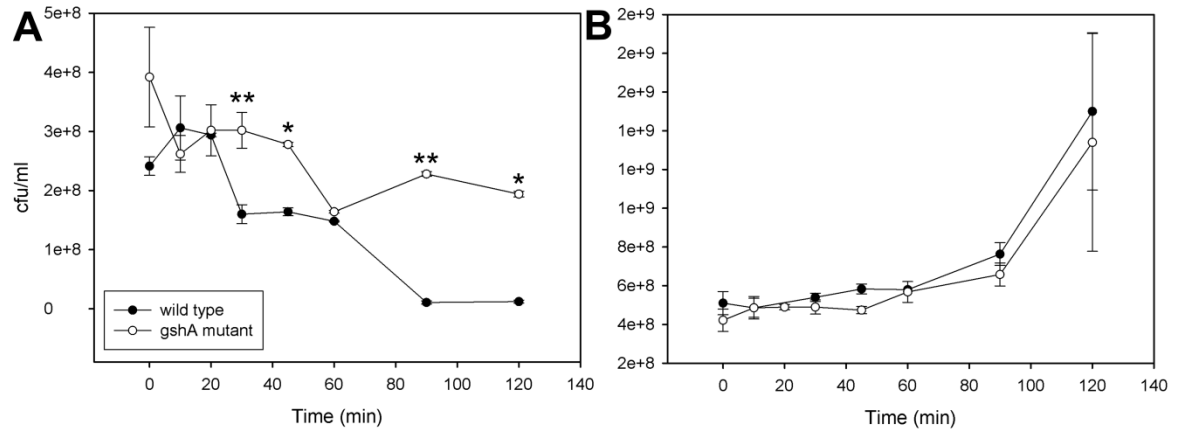 A
5e+8
4e+8
3e+8
2e+8
1e+8
0
cfu/ml
**
*
**
*
wild type
gshA mutant
0 20 40 60 80 100 120 140
Time (min)
B
2e+9
2e+9
2e+9
1e+9
1e+9
1e+9
8e+8
6e+8
4e+8
2e+8
0 20 40 60 80 100 120 140
Time (min)